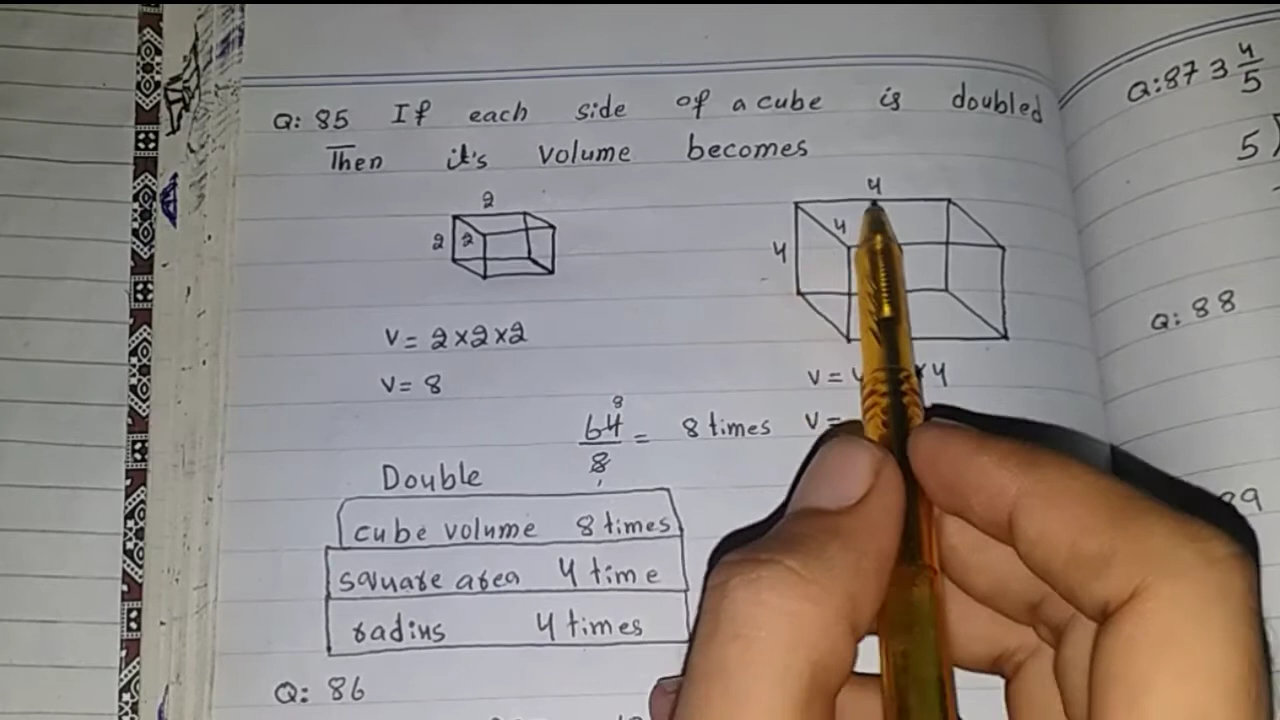 Q: 85 If each side of a cube is doubled
Then it's volume becomes
2
2 2
4
4
4
V = 2×2×2
V = 8
V = 4 × 4
V =
64 8
8
= 8 times
Double
cube volume 8 times
square area 4 time
radius 4 times
Q: 86
Q:87 3 4/5
5)
Q: 88